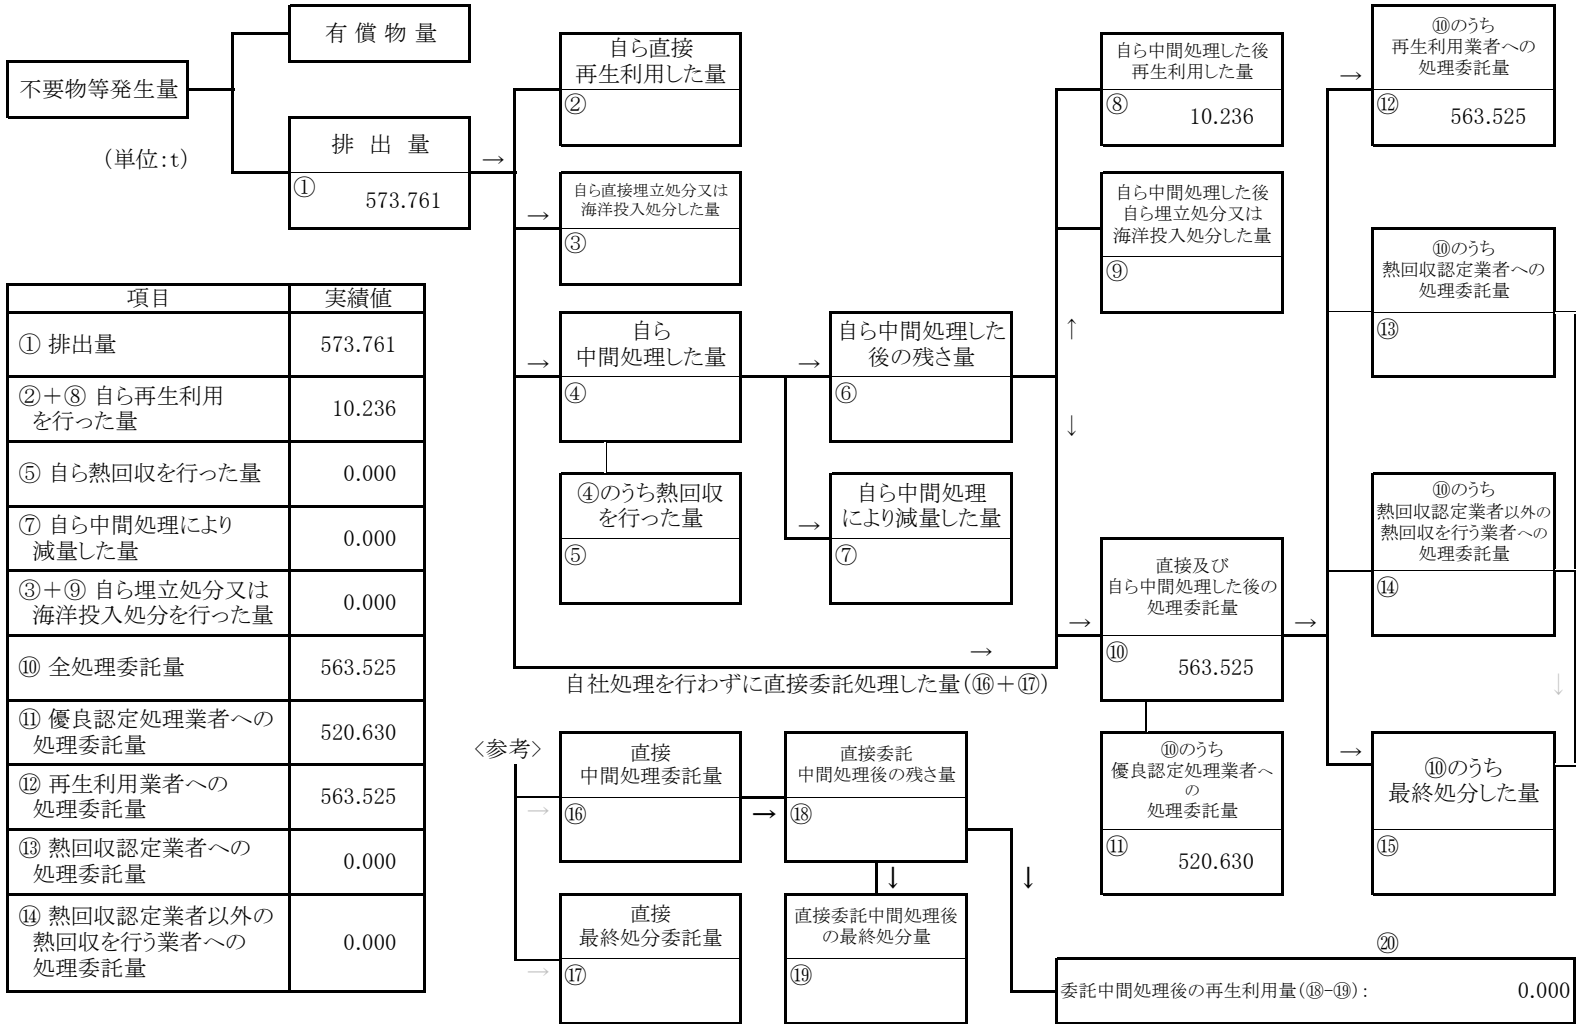 有償物量
不要物等発生量
(単位:t)
排 出 量
→
① 573.761
自ら直接
再生利用した量
②
自ら直接埋立処分又は
海洋投入処分した量
→
③
自ら
中間処理した量
→
④
④のうち熱回収
を行った量
⑤
自ら中間処理した
後の残さ量
→
⑥
自ら中間処理
により減量した量
→
⑦
自ら中間処理した後
再生利用した量
⑧ 10.236
自ら中間処理した後
自ら埋立処分又は
海洋投入処分した量
⑨
↑
↓
直接及び
自ら中間処理した後の
処理委託量
→
⑩ 563.525
→
→
自社処理を行わずに直接委託処理した量(⑯+⑰)
⑩のうち
優良認定処理業者へ
の
処理委託量
⑪ 520.630
⑩のうち
再生利用業者への
処理委託量
→
⑫ 563.525
⑩のうち
熱回収認定業者への
処理委託量
⑬
⑩のうち
熱回収認定業者以外の
熱回収を行う業者への
処理委託量
⑭
↓
⑩のうち
最終処分した量
→
⑮
項目 実績値
① 排出量 573.761
②+⑧ 自ら再生利用
を行った量 10.236
⑤ 自ら熱回収を行った量 0.000
⑦ 自ら中間処理により
減量した量 0.000
③+⑨ 自ら埋立処分又は
海洋投入処分を行った量 0.000
⑩ 全処理委託量 563.525
⑪ 優良認定処理業者への
処理委託量 520.630
⑫ 再生利用業者への
処理委託量 563.525
⑬ 熱回収認定業者への
処理委託量 0.000
⑭ 熱回収認定業者以外の
熱回収を行う業者への
処理委託量 0.000
<参考>
直接
中間処理委託量
→
⑯
直接委託
中間処理後の残さ量
→
⑱
↓
↓
直接
最終処分委託量
→
⑰
直接委託中間処理後
の最終処分量
⑲
⑳
委託中間処理後の再生利用量(⑱-⑲): 0.000